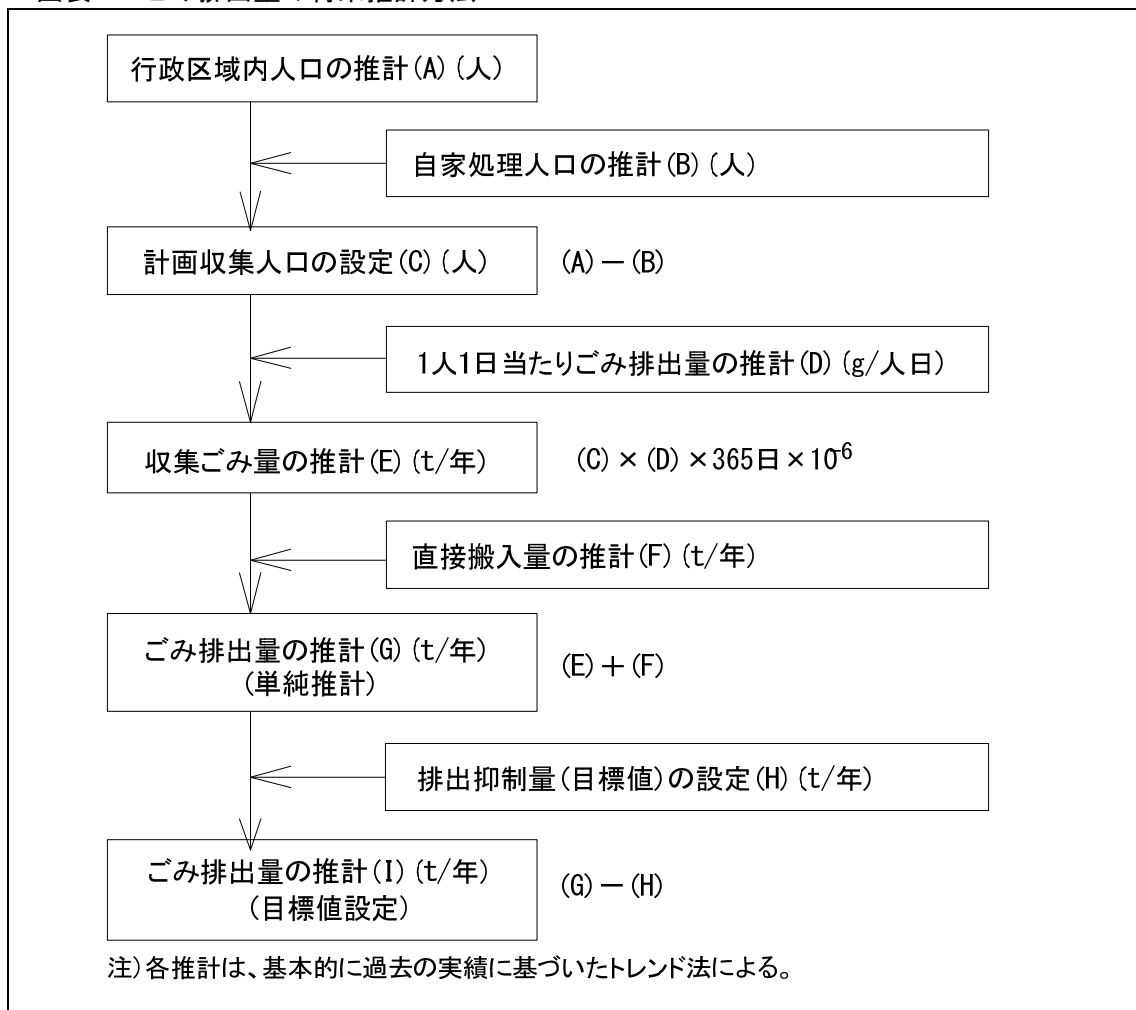 行政区域内人口の推計(A)(人)
自家処理人口の推計(B)(人)
計画収集人口の設定(C)(人) (A)－(B)
1人1日当たりごみ排出量の推計(D)(g/人日)
収集ごみ量の推計(E)(t/年) (C)×(D)×365日×10⁻⁶
直接搬入量の推計(F)(t/年)
ごみ排出量の推計(G)(t/年)
(単純推計)
(E)＋(F)
排出抑制量(目標値)の設定(H)(t/年)
ごみ排出量の推計(I)(t/年)
(目標値設定)
(G)－(H)
注)各推計は、基本的に過去の実績に基づいたトレンド法による。